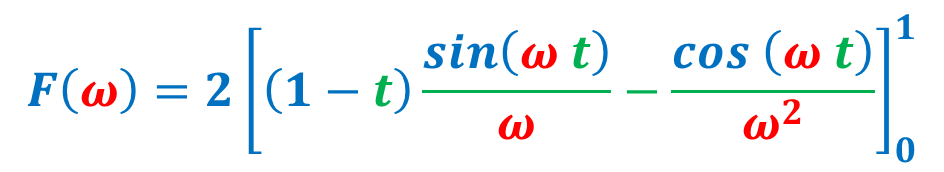 F(ω) = 2 [(1 − t) sin(ω t)/ω − cos (ω t)/ω²]₀¹